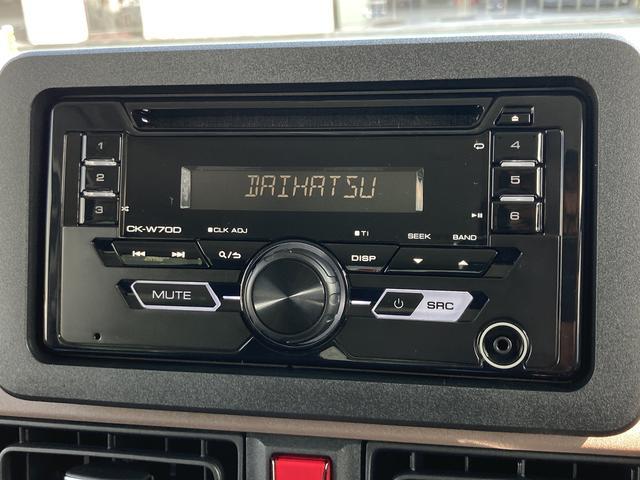 1
2
3
DAIHATSU
4
5
6
CK-W70D
CLK ADJ
TI
SEEK
BAND
DISP
MUTE
SRC